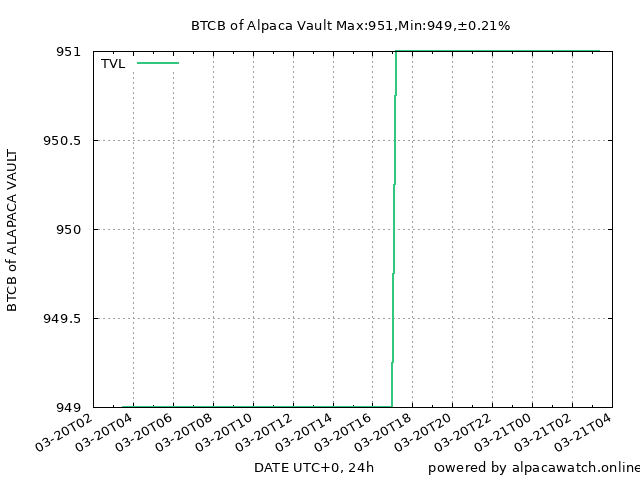 BTCB of Alpaca Vault Max:951,Min:949,±0.21%
TVL
951
950.5
950
949.5
949
BTCB of ALAPACA VAULT
03-20T02
03-20T04
03-20T06
03-20T08
03-20T10
03-20T12
03-20T14
03-20T16
03-20T18
03-20T20
03-20T22
03-21T00
03-21T02
03-21T04
DATE UTC+0, 24h
powered by alpacawatch.online